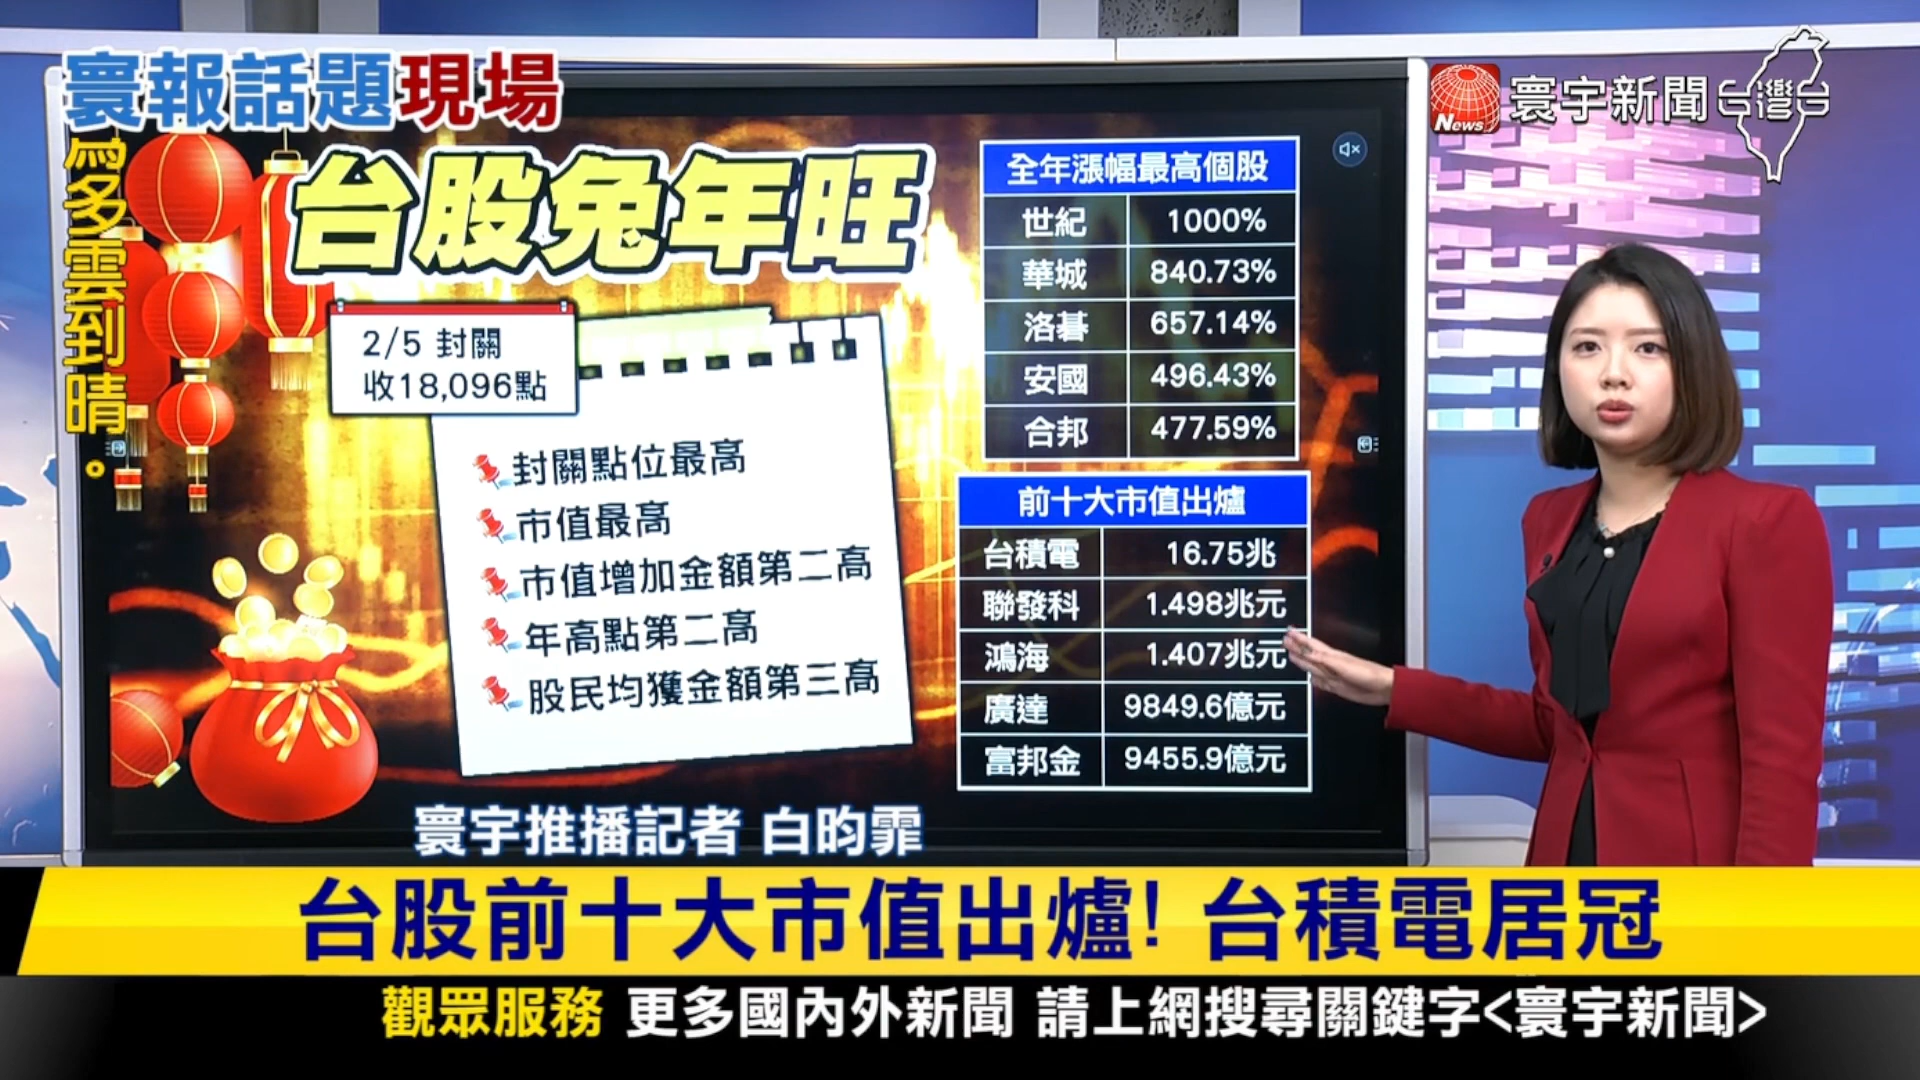 寰報話題現場
寰宇新聞
台灣
News
為多雲到晴。
台股兔年旺
2/5 封關
收18,096點
封關點位最高
市值最高
市值增加金額第二高
年高點第二高
股民均獲金額第三高
全年漲幅最高個股
世紀 1000%
華城 840.73%
洛碁 657.14%
安國 496.43%
合邦 477.59%
前十大市值出爐
台積電 16.75兆
聯發科 1.498兆元
鴻海 1.407兆元
廣達 9849.6億元
富邦金 9455.9億元
寰宇推播記者 白昀霏
台股前十大市值出爐! 台積電居冠
觀眾服務 更多國內外新聞 請上網搜尋關鍵字<寰宇新聞>